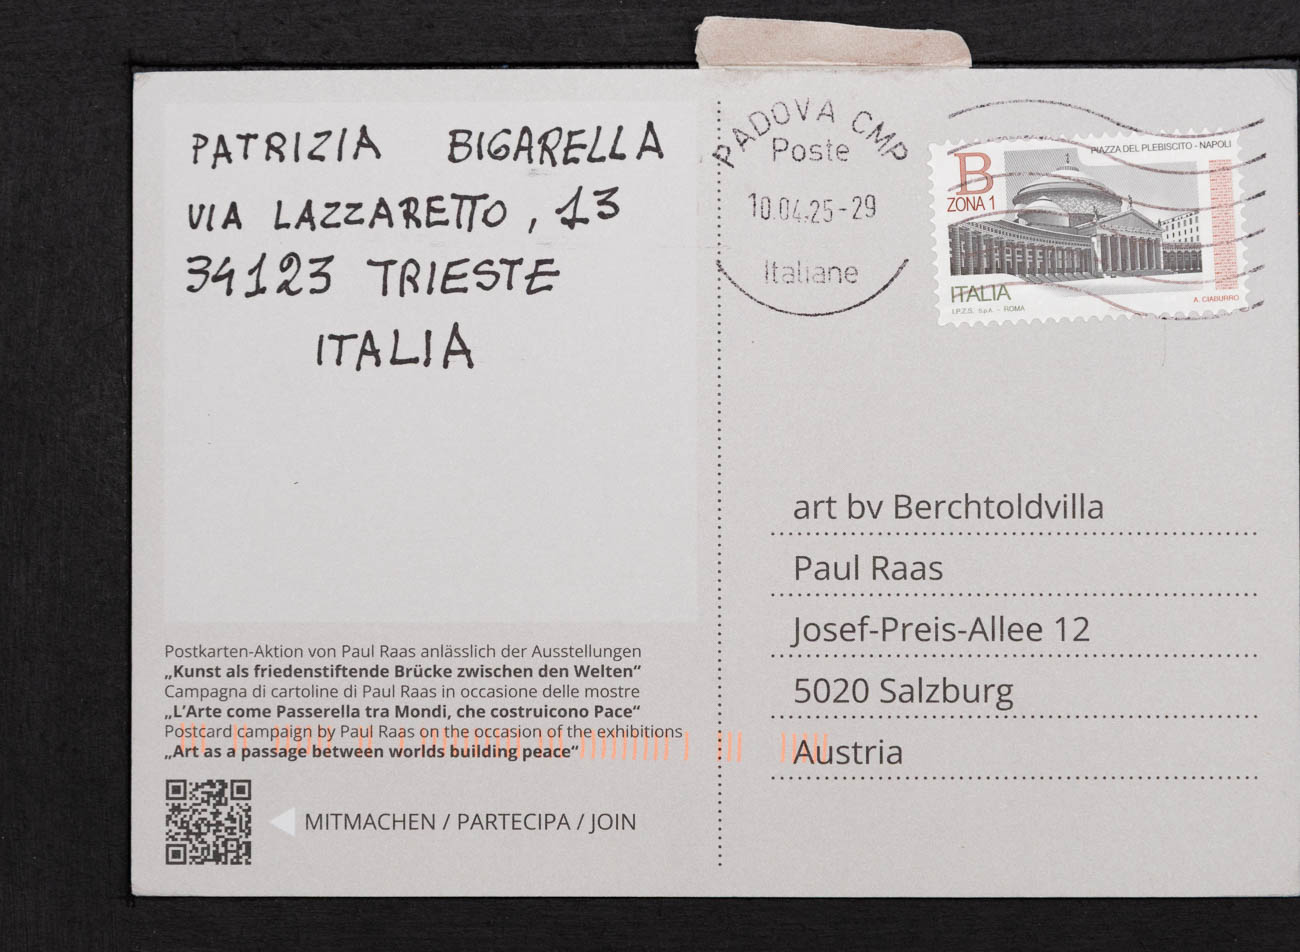 PATRIZIA BIGARELLA
VIA LAZZARETTO, 13
34123 TRIESTE
ITALIA
PADOVA CMP
Poste
10.04.25-29
Italiane
PIAZZA DEL PLEBISCITO - NAPOLI
B
ZONA 1
ITALIA
I.P.Z.S. S.p.A. - ROMA
A. CIABURRO
art bv Berchtoldvilla
Paul Raas
Josef-Preis-Allee 12
5020 Salzburg
Austria
Postkarten-Aktion von Paul Raas anlässlich der Ausstellungen
„Kunst als friedenstiftende Brücke zwischen den Welten“
Campagna di cartoline di Paul Raas in occasione delle mostre
„L’Arte come Passerella tra Mondi, che costruicono Pace“
Postcard campaign by Paul Raas on the occasion of the exhibitions
„Art as a passage between worlds building peace“
MITMACHEN / PARTECIPA / JOIN